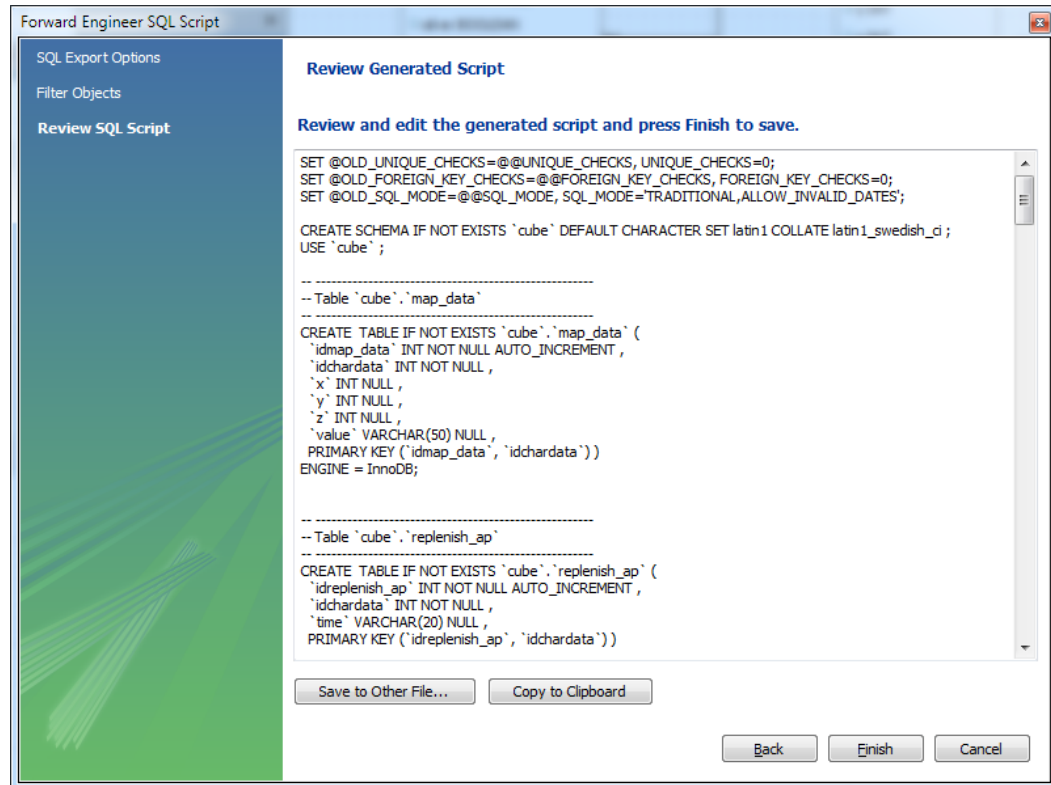 Forward Engineer SQL Script
SQL Export Options
Filter Objects
Review SQL Script
Review Generated Script
Review and edit the generated script and press Finish to save.
SET @OLD_UNIQUE_CHECKS=@@UNIQUE_CHECKS, UNIQUE_CHECKS=0;
SET @OLD_FOREIGN_KEY_CHECKS=@@FOREIGN_KEY_CHECKS, FOREIGN_KEY_CHECKS=0;
SET @OLD_SQL_MODE=@@SQL_MODE, SQL_MODE='TRADITIONAL,ALLOW_INVALID_DATES';
CREATE SCHEMA IF NOT EXISTS `cube` DEFAULT CHARACTER SET latin1 COLLATE latin1_swedish_ci ;
USE `cube` ;
-- -----------------------------------------------------
-- Table `cube`.`map_data`
-- -----------------------------------------------------
CREATE  TABLE IF NOT EXISTS `cube`.`map_data` (
  `idmap_data` INT NOT NULL AUTO_INCREMENT ,
  `idchardata` INT NOT NULL ,
  `x` INT NULL ,
  `y` INT NULL ,
  `z` INT NULL ,
  `value` VARCHAR(50) NULL ,
  PRIMARY KEY (`idmap_data`, `idchardata`) )
ENGINE = InnoDB;
-- -----------------------------------------------------
-- Table `cube`.`replenish_ap`
-- -----------------------------------------------------
CREATE  TABLE IF NOT EXISTS `cube`.`replenish_ap` (
  `idreplenish_ap` INT NOT NULL AUTO_INCREMENT ,
  `idchardata` INT NOT NULL ,
  `time` VARCHAR(20) NULL ,
  PRIMARY KEY (`idreplenish_ap`, `idchardata`) )
Save to Other File...
Copy to Clipboard
Back
Finish
Cancel